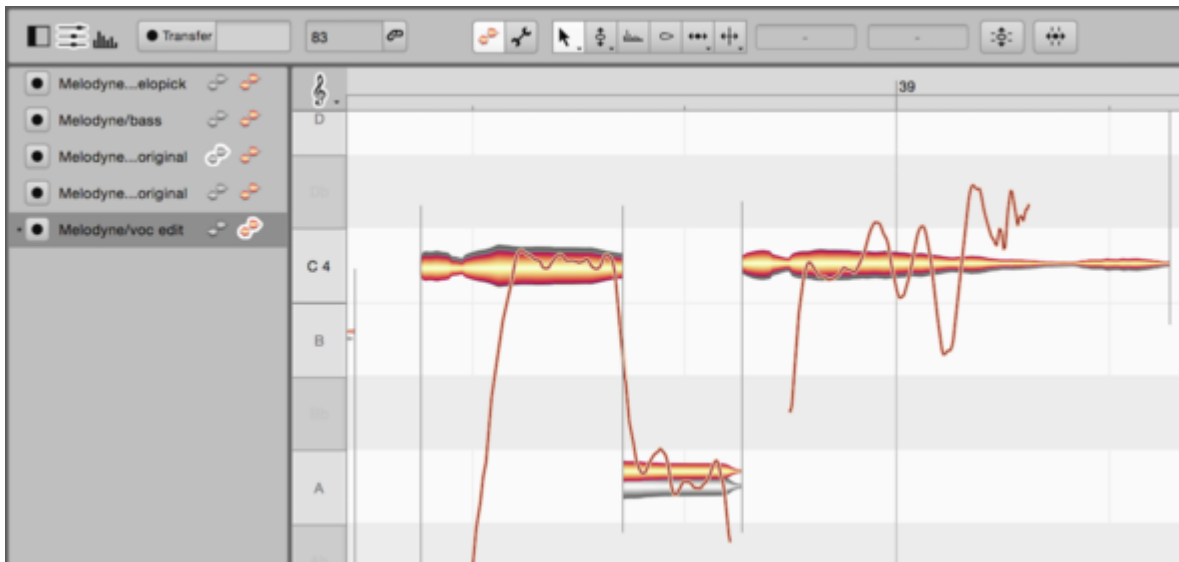 Transfer 83 - -
Melodyne...elopick
Melodyne/bass
Melodyne...original
Melodyne...original
Melodyne/voc edit
39
D
C 4
B
A